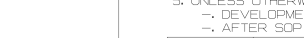 5. UNLESS OTHERW
-. DEVELOPME
-. AFTER SOP